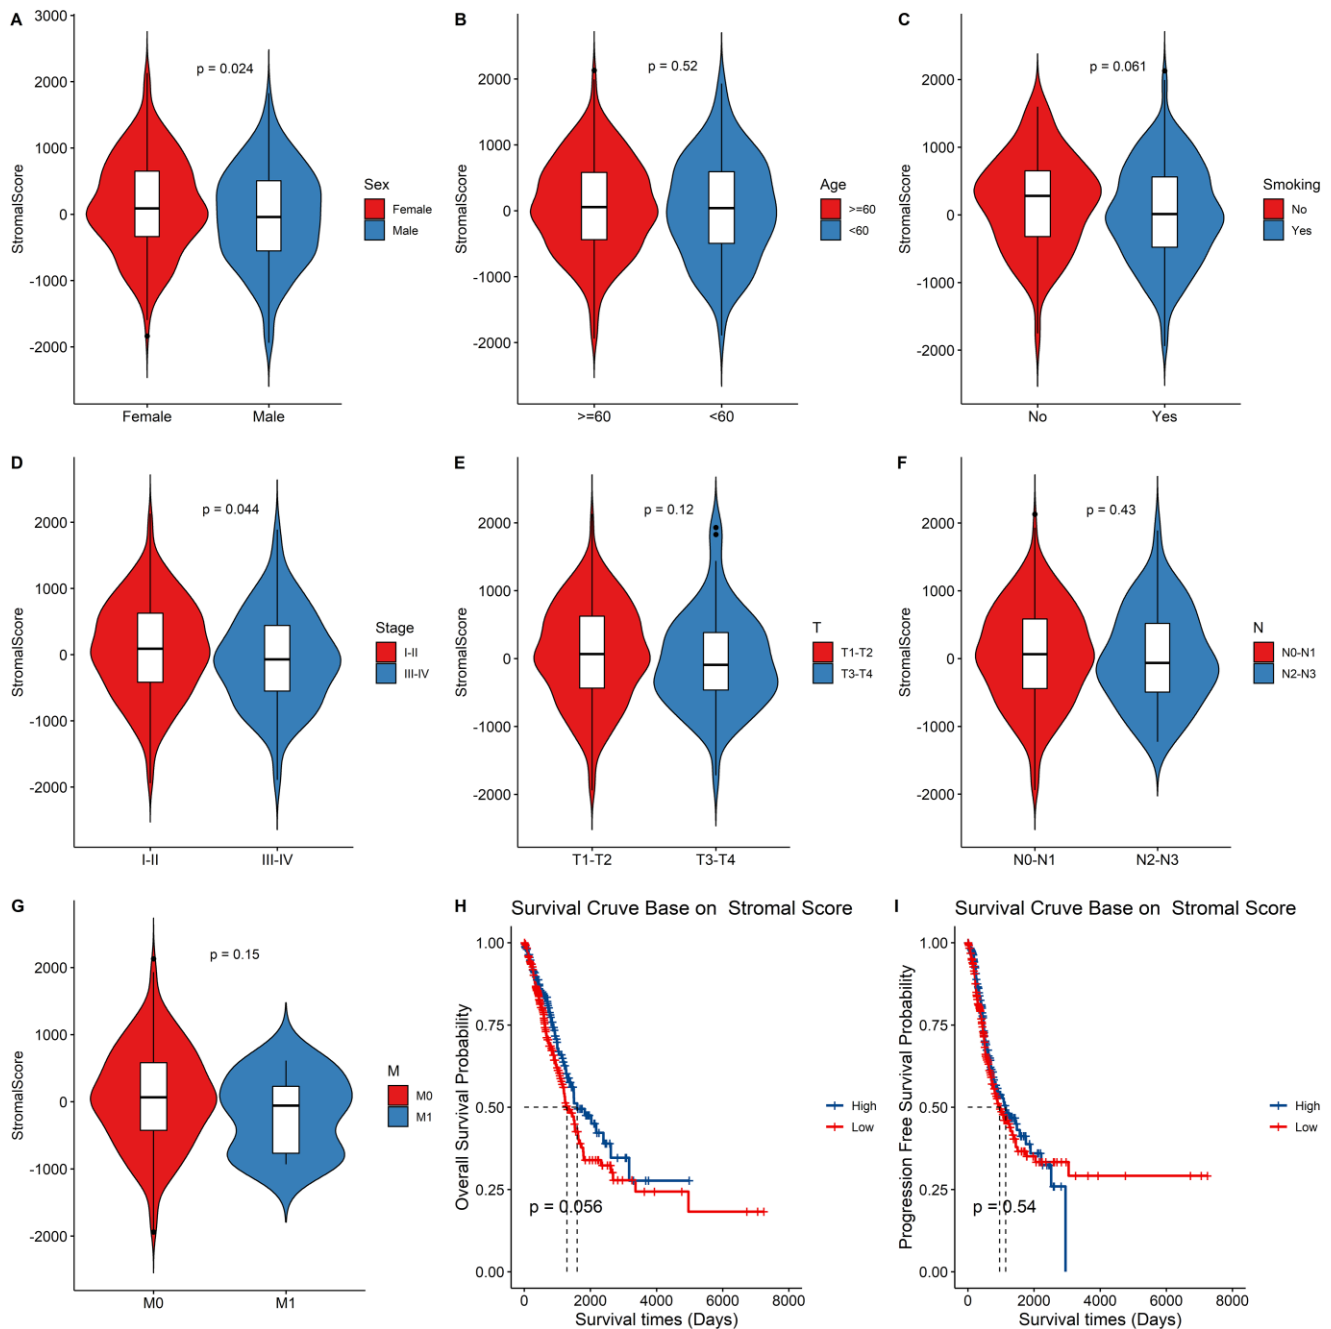 A
3000
2000
1000
0
-1000
-2000
StromalScore
p = 0.024
Female
Male
Sex
Female
Male
B
2000
1000
0
-1000
-2000
StromalScore
p = 0.52
>=60
<60
Age
>=60
<60
C
2000
1000
0
-1000
-2000
StromalScore
p = 0.061
No
Yes
Smoking
No
Yes
D
2000
1000
0
-1000
-2000
StromalScore
p = 0.044
I-II
III-IV
Stage
I-II
III-IV
E
2000
1000
0
-1000
-2000
StromalScore
p = 0.12
T1-T2
T3-T4
T
T1-T2
T3-T4
F
2000
1000
0
-1000
-2000
StromalScore
p = 0.43
N0-N1
N2-N3
N
N0-N1
N2-N3
G
2000
1000
0
-1000
-2000
StromalScore
p = 0.15
M0
M1
M
M0
M1
H
Survival Cruve Base on Stromal Score
1.00
0.75
0.50
0.25
0.00
Overall Survival Probability
p = 0.056
0
2000
4000
6000
8000
Survival times (Days)
High
Low
I
Survival Cruve Base on Stromal Score
1.00
0.75
0.50
0.25
0.00
Progression Free Survival Probability
p = 0.54
0
2000
4000
6000
8000
Survival times (Days)
High
Low